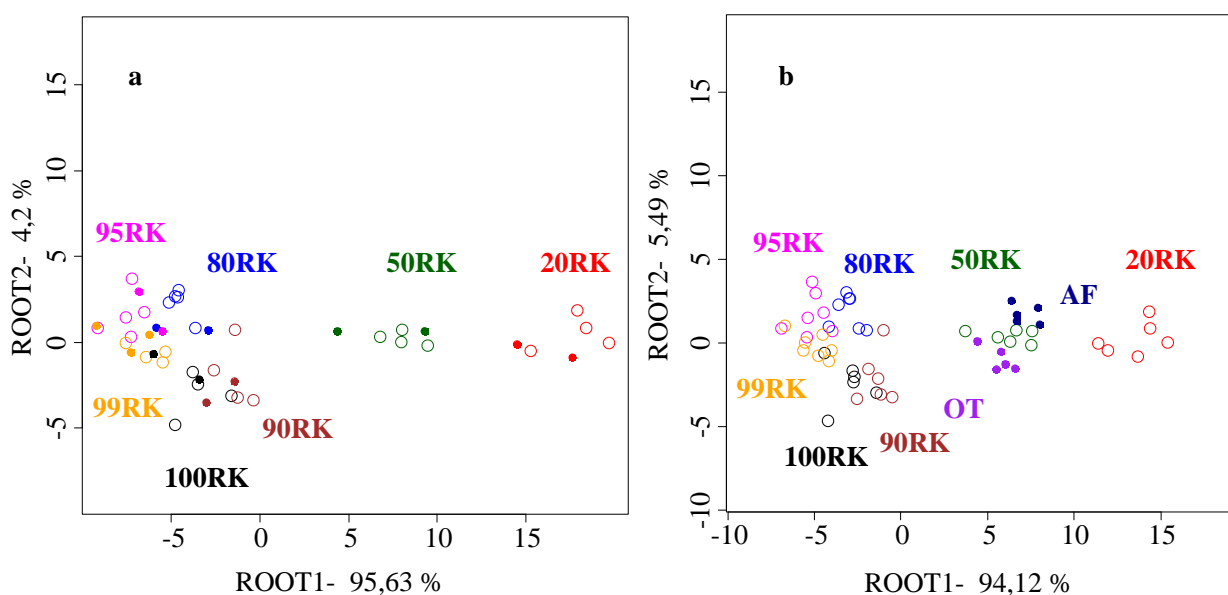 a
15
10
5
0
-5
ROOT2- 4,2 %
95RK
80RK
50RK
20RK
99RK
90RK
100RK
-5 0 5 10 15
ROOT1- 95,63 %
b
15
10
5
0
-5
-10
ROOT2- 5,49 %
95RK
80RK
50RK
AF
20RK
99RK
OT
90RK
100RK
-10 -5 0 5 10 15
ROOT1- 94,12 %